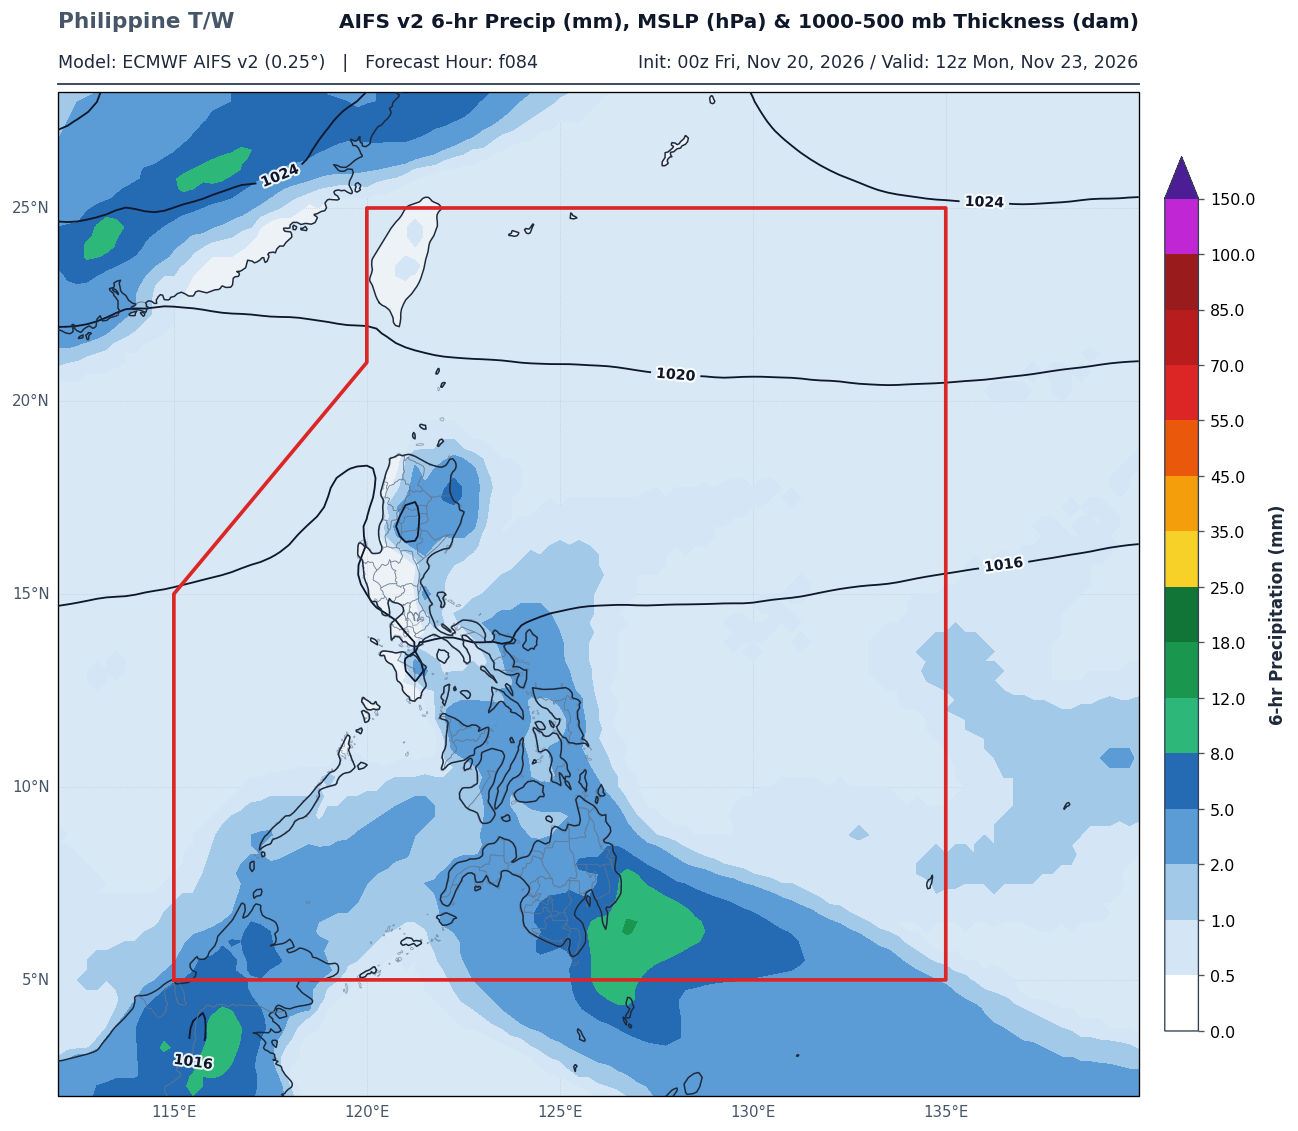 Philippine T/W
AIFS v2 6-hr Precip (mm), MSLP (hPa) & 1000-500 mb Thickness (dam)
Model: ECMWF AIFS v2 (0.25°) | Forecast Hour: f084
Init: 00z Fri, Nov 20, 2026 / Valid: 12z Mon, Nov 23, 2026
25°N
20°N
15°N
10°N
5°N
1024
1024
1020
1016
1016
115°E
120°E
125°E
130°E
135°E
150.0
100.0
85.0
70.0
55.0
45.0
35.0
25.0
18.0
12.0
8.0
5.0
2.0
1.0
0.5
0.0
6-hr Precipitation (mm)